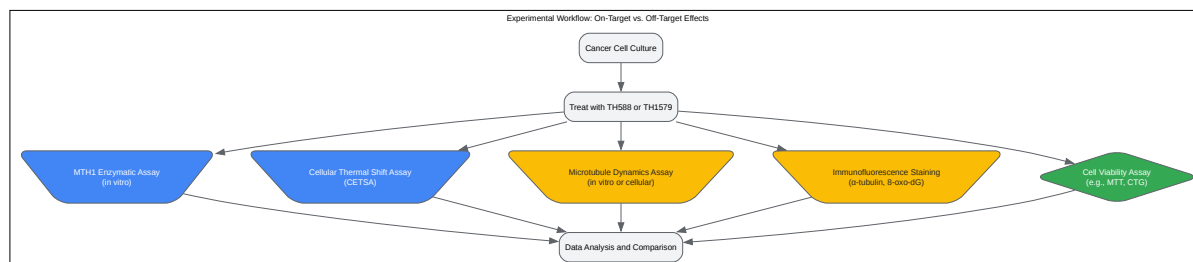 Experimental Workflow: On-Target vs. Off-Target Effects
Cancer Cell Culture
Treat with TH588 or TH1579
MTH1 Enzymatic Assay
(in vitro)
Cellular Thermal Shift Assay
(CETSA)
Microtubule Dynamics Assay
(in vitro or cellular)
Immunofluorescence Staining
(α-tubulin, 8-oxo-dG)
Cell Viability Assay
(e.g., MTT, CTG)
Data Analysis and Comparison